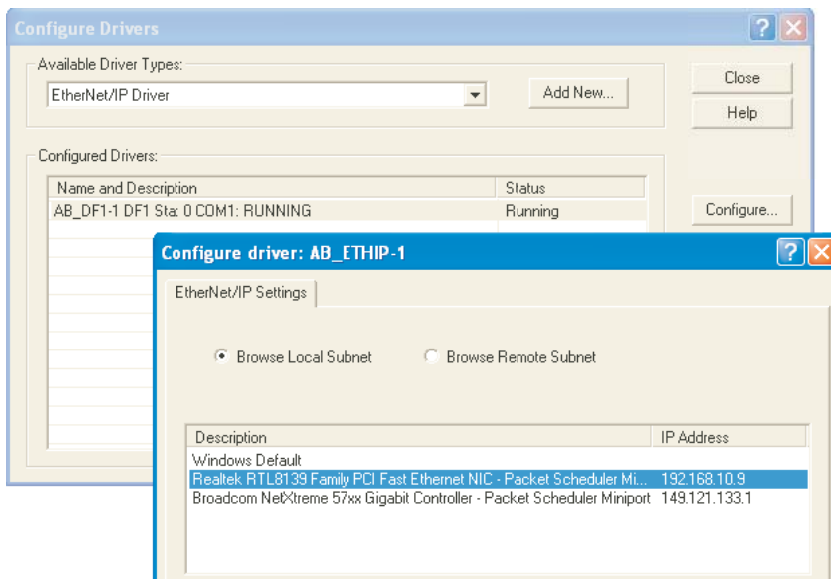 Configure Drivers
Available Driver Types:
EtherNet/IP Driver
Add New...
Close
Help
Configured Drivers:
Name and Description Status
AB_DF1-1 DF1 Sta: 0 COM1: RUNNING Running
Configure...
Configure driver: AB_ETHIP-1
EtherNet/IP Settings
Browse Local Subnet Browse Remote Subnet
Description IP Address
Windows Default
Realtek RTL8139 Family PCI Fast Ethernet NIC - Packet Scheduler Mi... 192.168.10.9
Broadcom NetXtreme 57xx Gigabit Controller - Packet Scheduler Miniport 149.121.133.1